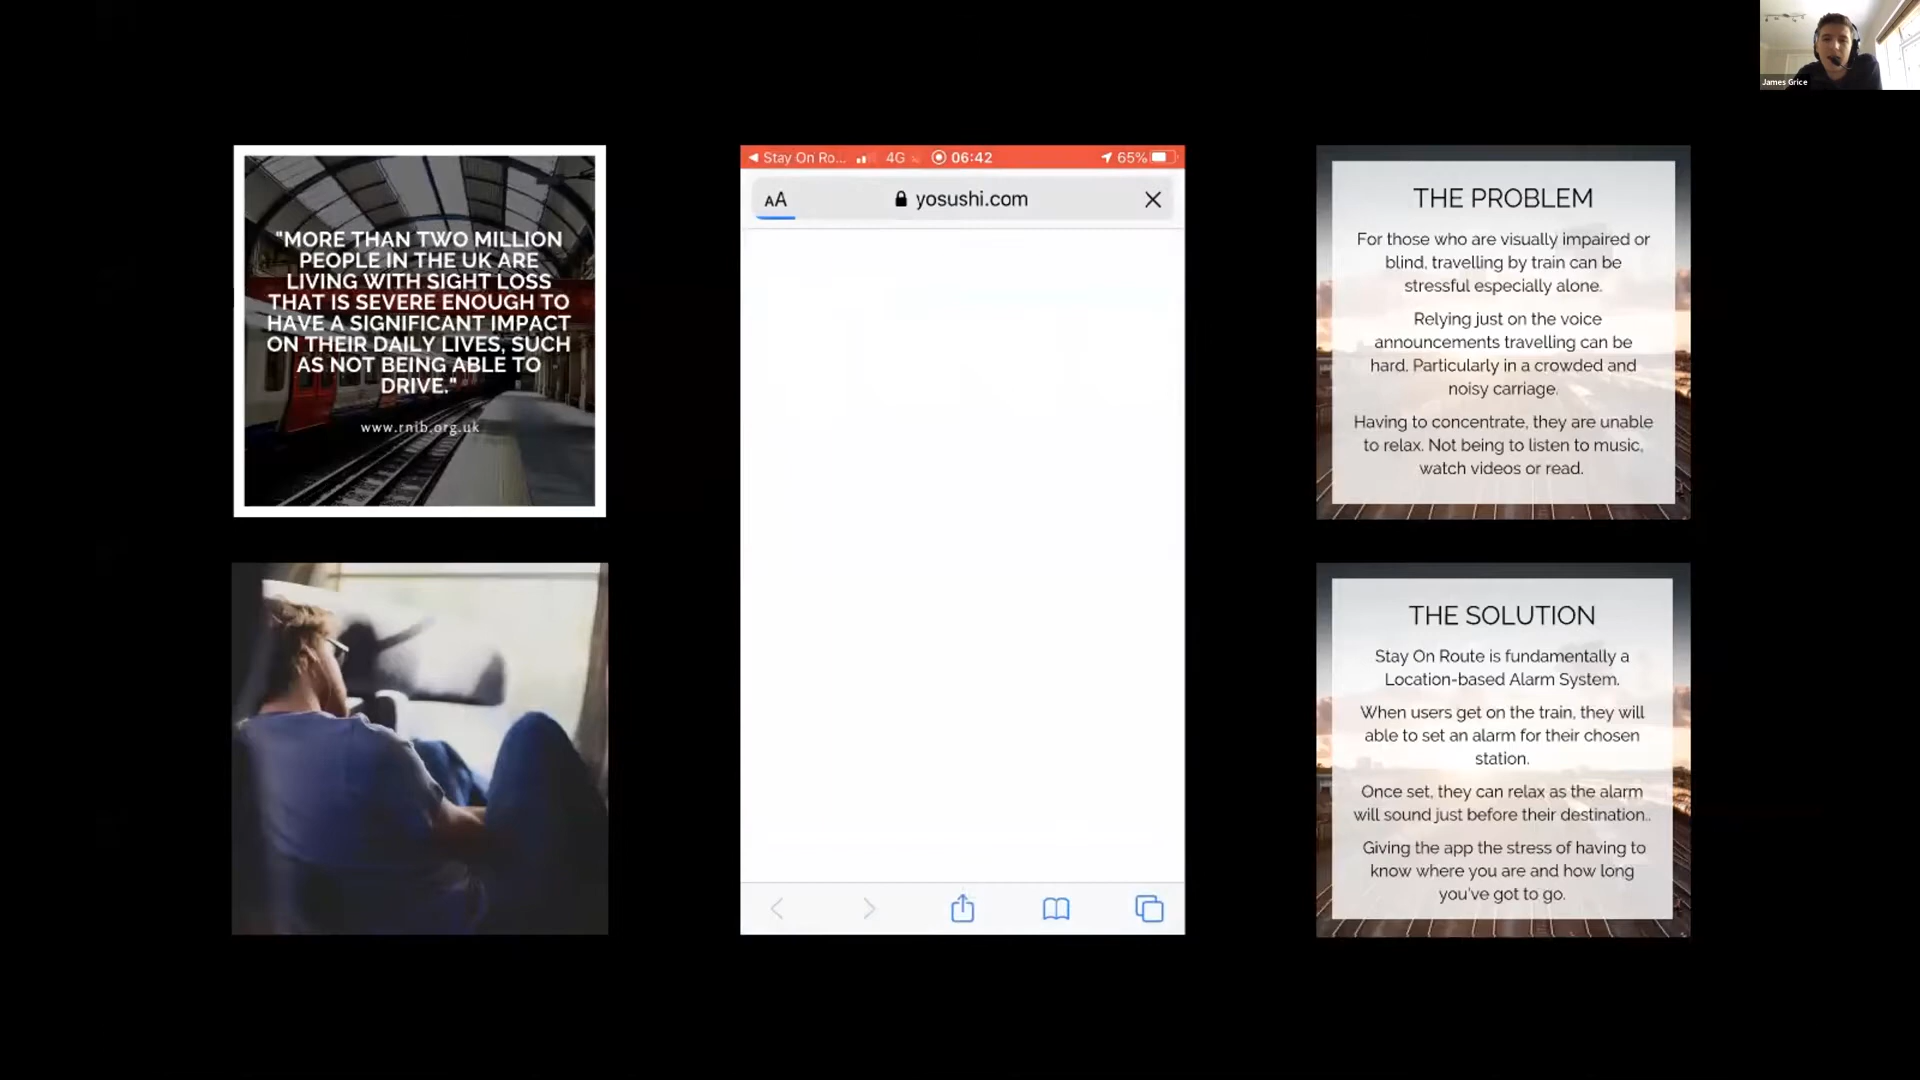 James Grice
"MORE THAN TWO MILLION
PEOPLE IN THE UK ARE
LIVING WITH SIGHT LOSS
THAT IS SEVERE ENOUGH TO
HAVE A SIGNIFICANT IMPACT
ON THEIR DAILY LIVES, SUCH
AS NOT BEING ABLE TO
DRIVE."
www.rnib.org.uk
Stay On Ro... 4G 06:42 65%
AA yosushi.com
THE PROBLEM
For those who are visually impaired or
blind, travelling by train can be
stressful especially alone.
Relying just on the voice
announcements travelling can be
hard. Particularly in a crowded and
noisy carriage.
Having to concentrate, they are unable
to relax. Not being to listen to music,
watch videos or read.
THE SOLUTION
Stay On Route is fundamentally a
Location-based Alarm System.
When users get on the train, they will
able to set an alarm for their chosen
station.
Once set, they can relax as the alarm
will sound just before their destination..
Giving the app the stress of having to
know where you are and how long
you've got to go.